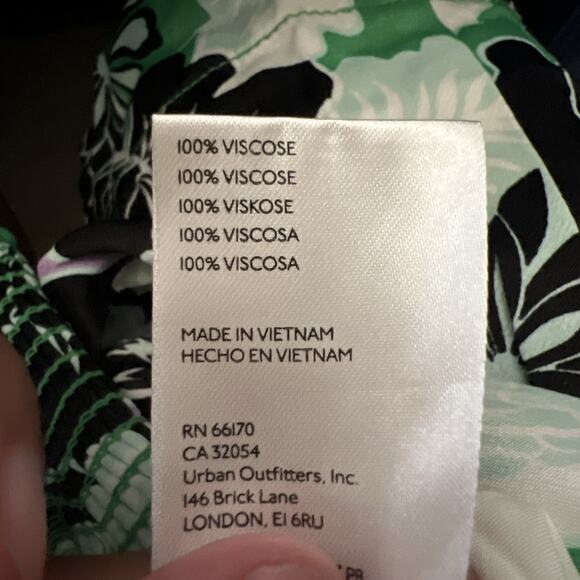 100% VISCOSE
100% VISCOSE
100% VISKOSE
100% VISCOSA
100% VISCOSA
MADE IN VIETNAM
HECHO EN VIETNAM
RN 66170
CA 32054
Urban Outfitters, Inc.
146 Brick Lane
LONDON, E1 6RU